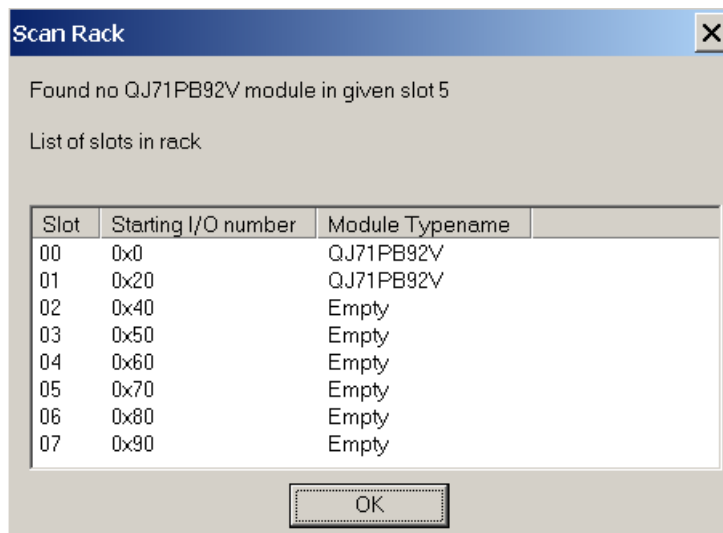 Scan Rack
Found no QJ71PB92V module in given slot 5
List of slots in rack
Slot Starting I/O number Module Typename
00 0x0 QJ71PB92V
01 0x20 QJ71PB92V
02 0x40 Empty
03 0x50 Empty
04 0x60 Empty
05 0x70 Empty
06 0x80 Empty
07 0x90 Empty
OK